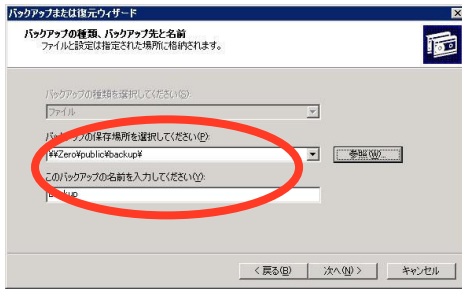 バックアップまたは復元ウィザード
バックアップの種類、バックアップ先と名前
ファイルと設定は指定された場所に格納されます。
バックアップの種類を選択してください(S):
ファイル
バックアップの保存場所を選択してください(P):
¥¥Zero¥public¥backup¥
参照(W)...
このバックアップの名前を入力してください(Y):
Backup
< 戻る(B)
次へ(N) >
キャンセル